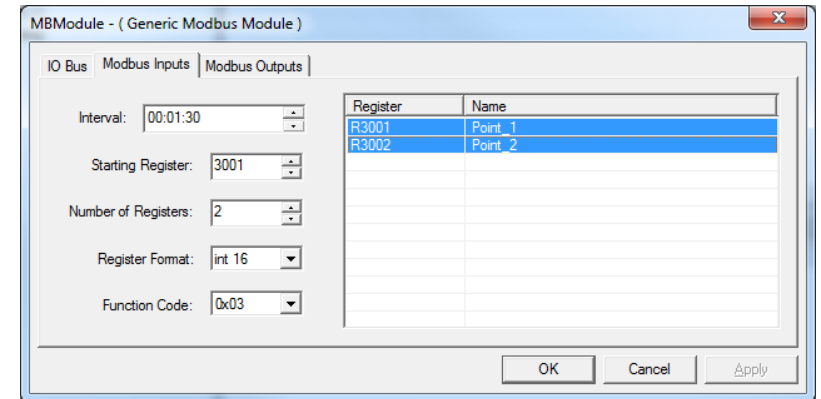 MBModule - ( Generic Modbus Module )
IO Bus Modbus Inputs Modbus Outputs
Interval: 00:01:30
Starting Register: 3001
Number of Registers: 2
Register Format: int 16
Function Code: 0x03
Register Name
R3001 Point_1
R3002 Point_2
OK Cancel Apply